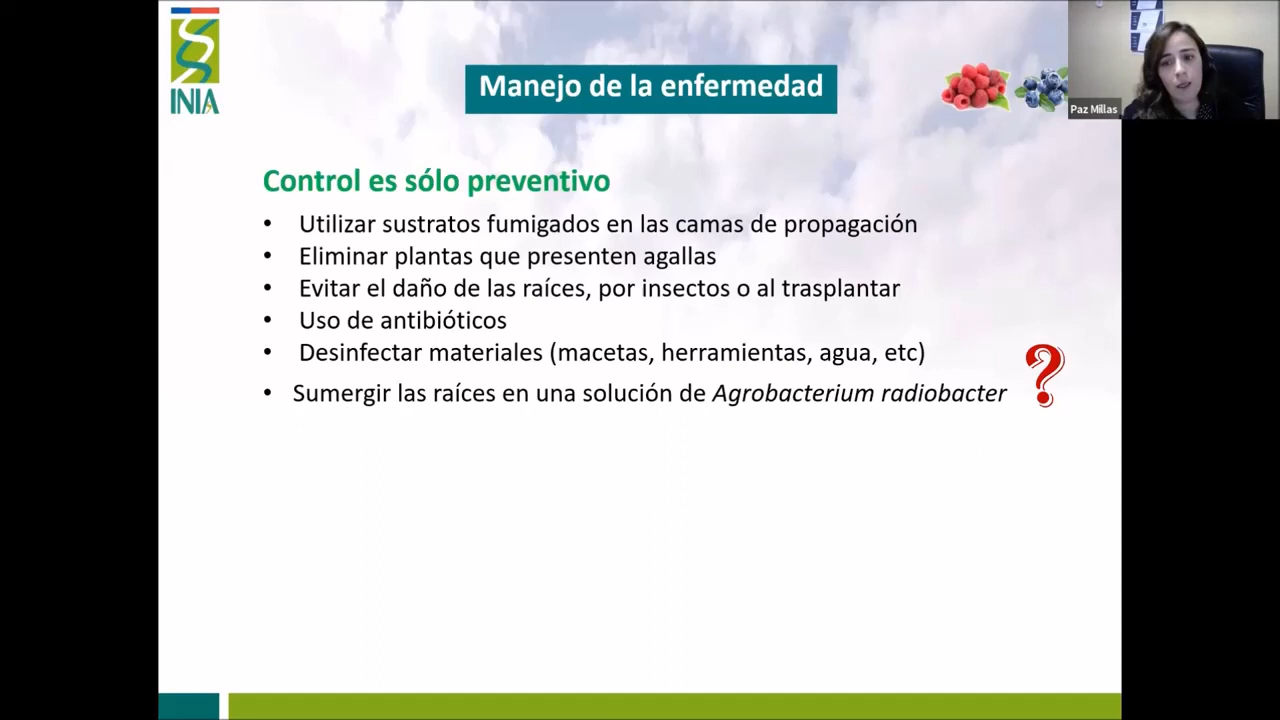 INIA
Manejo de la enfermedad
Paz Millas
Control es sólo preventivo
• Utilizar sustratos fumigados en las camas de propagación
• Eliminar plantas que presenten agallas
• Evitar el daño de las raíces, por insectos o al trasplantar
• Uso de antibióticos
• Desinfectar materiales (macetas, herramientas, agua, etc)
• Sumergir las raíces en una solución de Agrobacterium radiobacter ?